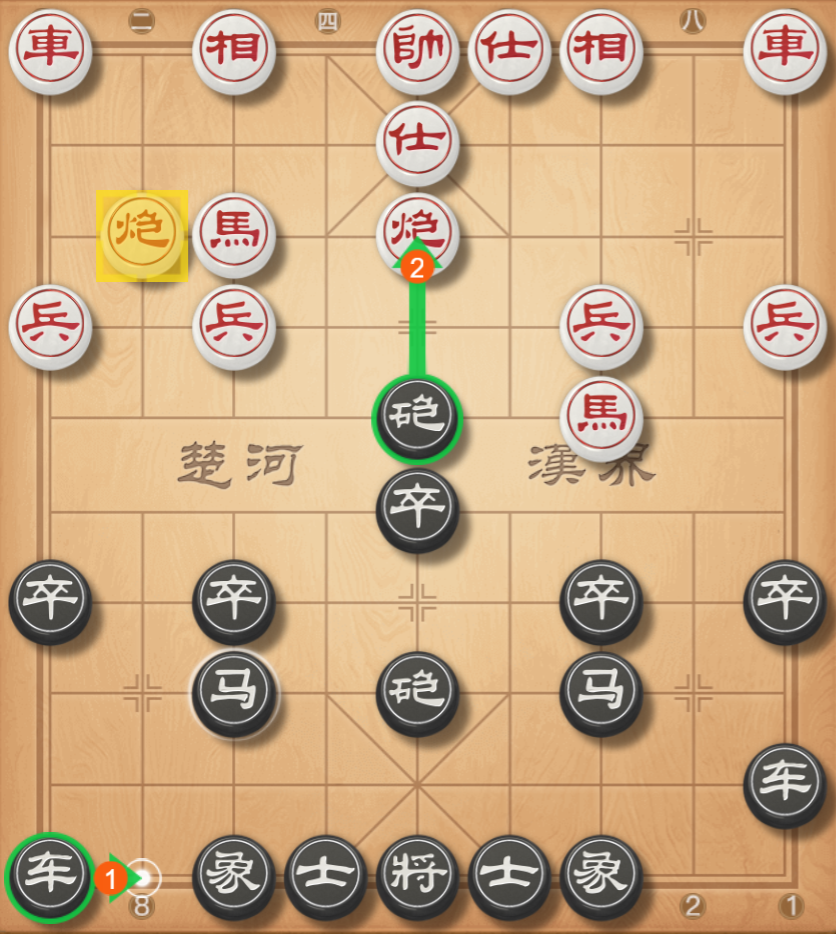 二 四 八
車 相 帥 仕 相 車
仕
炮 馬 炮
2
兵 兵 兵 兵
砲 馬
楚河 漢界
卒
卒 卒 卒 卒
马 砲 马
车
车 1 象 士 将 士 象
8 2 1